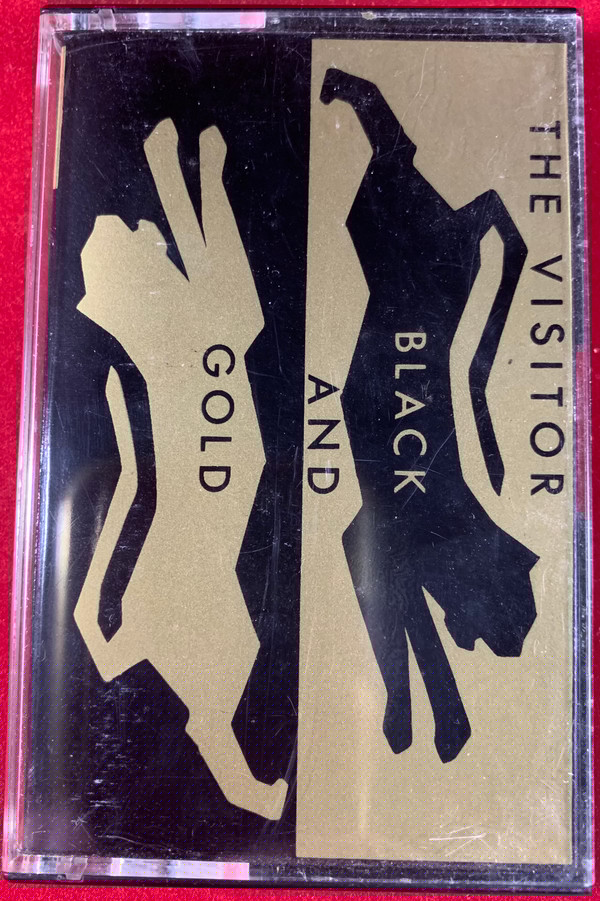 THE VISITOR
BLACK
AND
GOLD